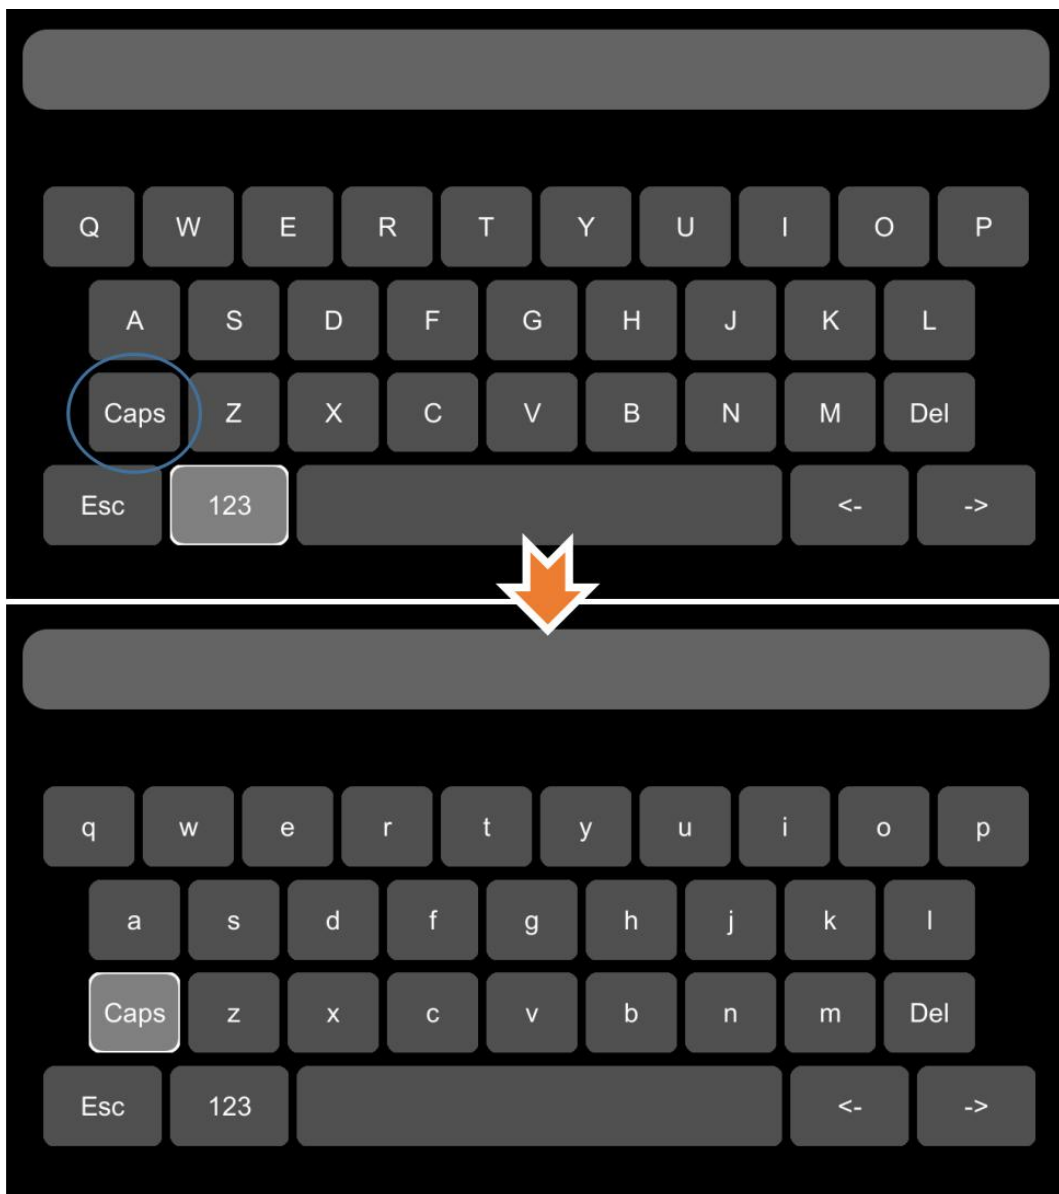 Q W E R T Y U I O P
A S D F G H J K L
Caps Z X C V B N M Del
Esc 123 <- ->
q w e r t y u i o p
a s d f g h j k l
Caps z x c v b n m Del
Esc 123 <- ->